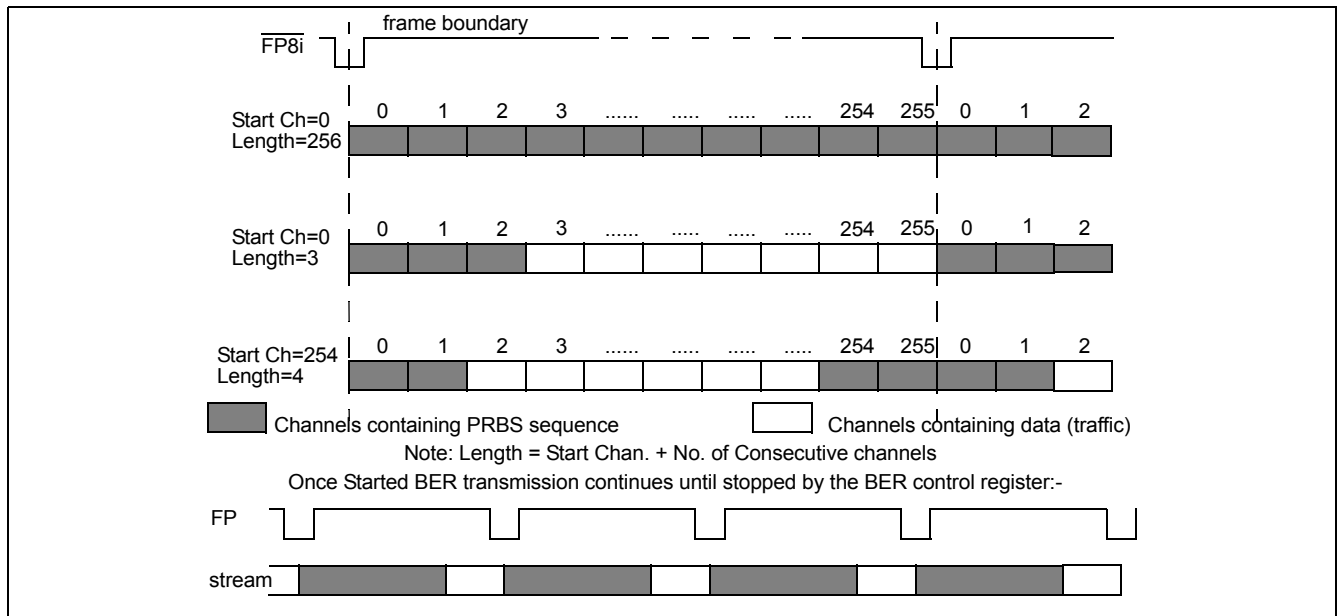 frame boundary
FP8i
0 1 2 3 ...... ..... ..... ..... 254 255 0 1 2
Start Ch=0
Length=256
0 1 2 3 ...... ..... ..... ..... 254 255 0 1 2
Start Ch=0
Length=3
0 1 2 3 ...... ..... ..... ..... 254 255 0 1 2
Start Ch=254
Length=4
Channels containing PRBS sequence Channels containing data (traffic)
Note: Length = Start Chan. + No. of Consecutive channels
Once Started BER transmission continues until stopped by the BER control register:-
FP
stream